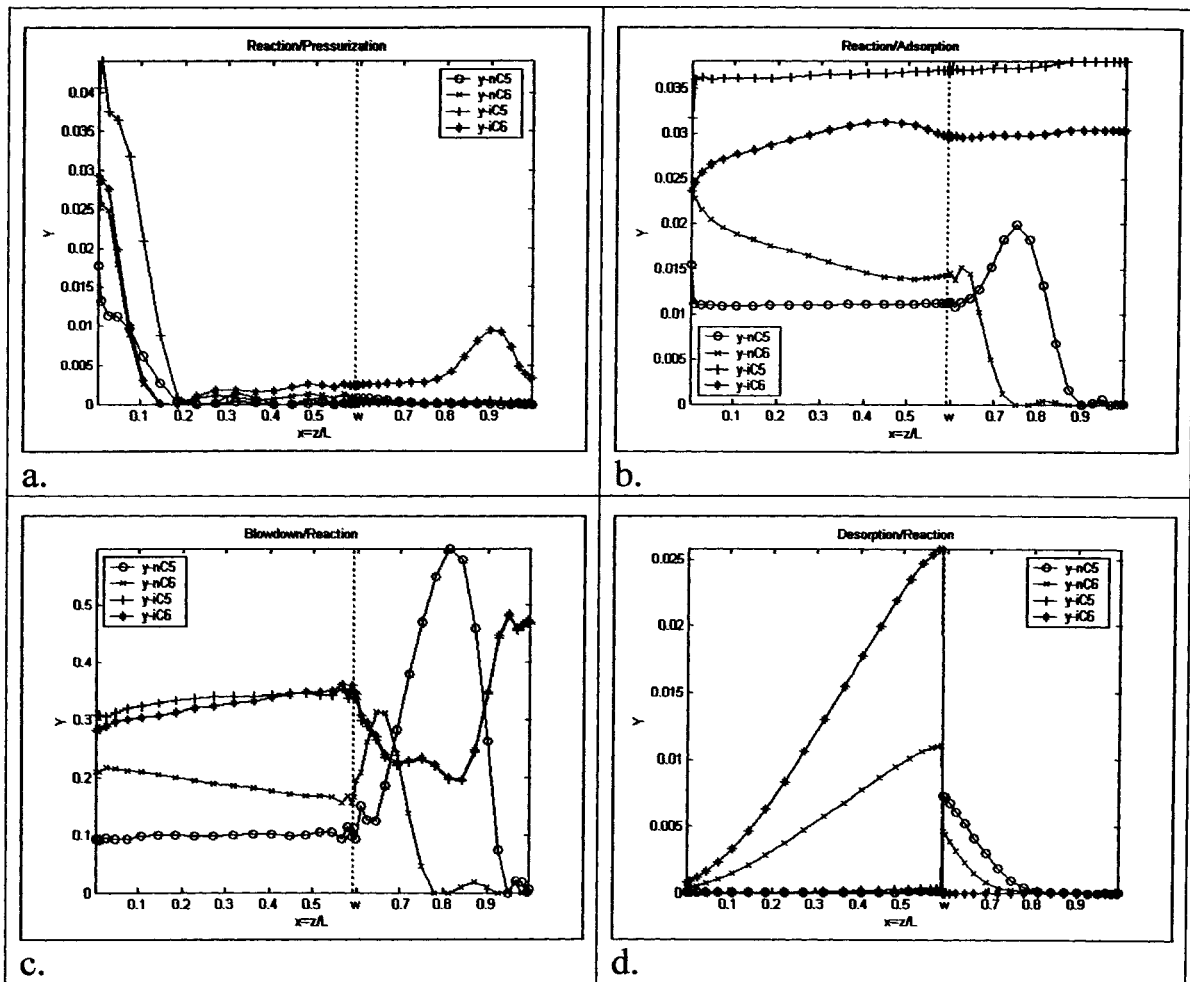 Reaction/Pressurization
y-nC5
y-nC6
y-iC5
y-iC6
Y
0.04
0.035
0.03
0.025
0.02
0.015
0.01
0.005
0
0.1
0.2
0.3
0.4
0.5
w
0.7
0.8
0.9
x=z/L
a.
Reaction/Adsorption
y-nC5
y-nC6
y-iC5
y-iC6
Y
0.035
0.03
0.025
0.02
0.015
0.01
0.005
0
0.1
0.2
0.3
0.4
0.5
w
0.7
0.8
0.9
x=z/L
b.
Blowdown/Reaction
y-nC5
y-nC6
y-iC5
y-iC6
Y
0.5
0.4
0.3
0.2
0.1
0
0.1
0.2
0.3
0.4
0.5
w
0.7
0.8
0.9
x=z/L
c.
Desorption/Reaction
y-nC5
y-nC6
y-iC5
y-iC6
Y
0.025
0.02
0.015
0.01
0.005
0
0.1
0.2
0.3
0.4
0.5
w
0.7
0.8
0.9
x=z/L
d.